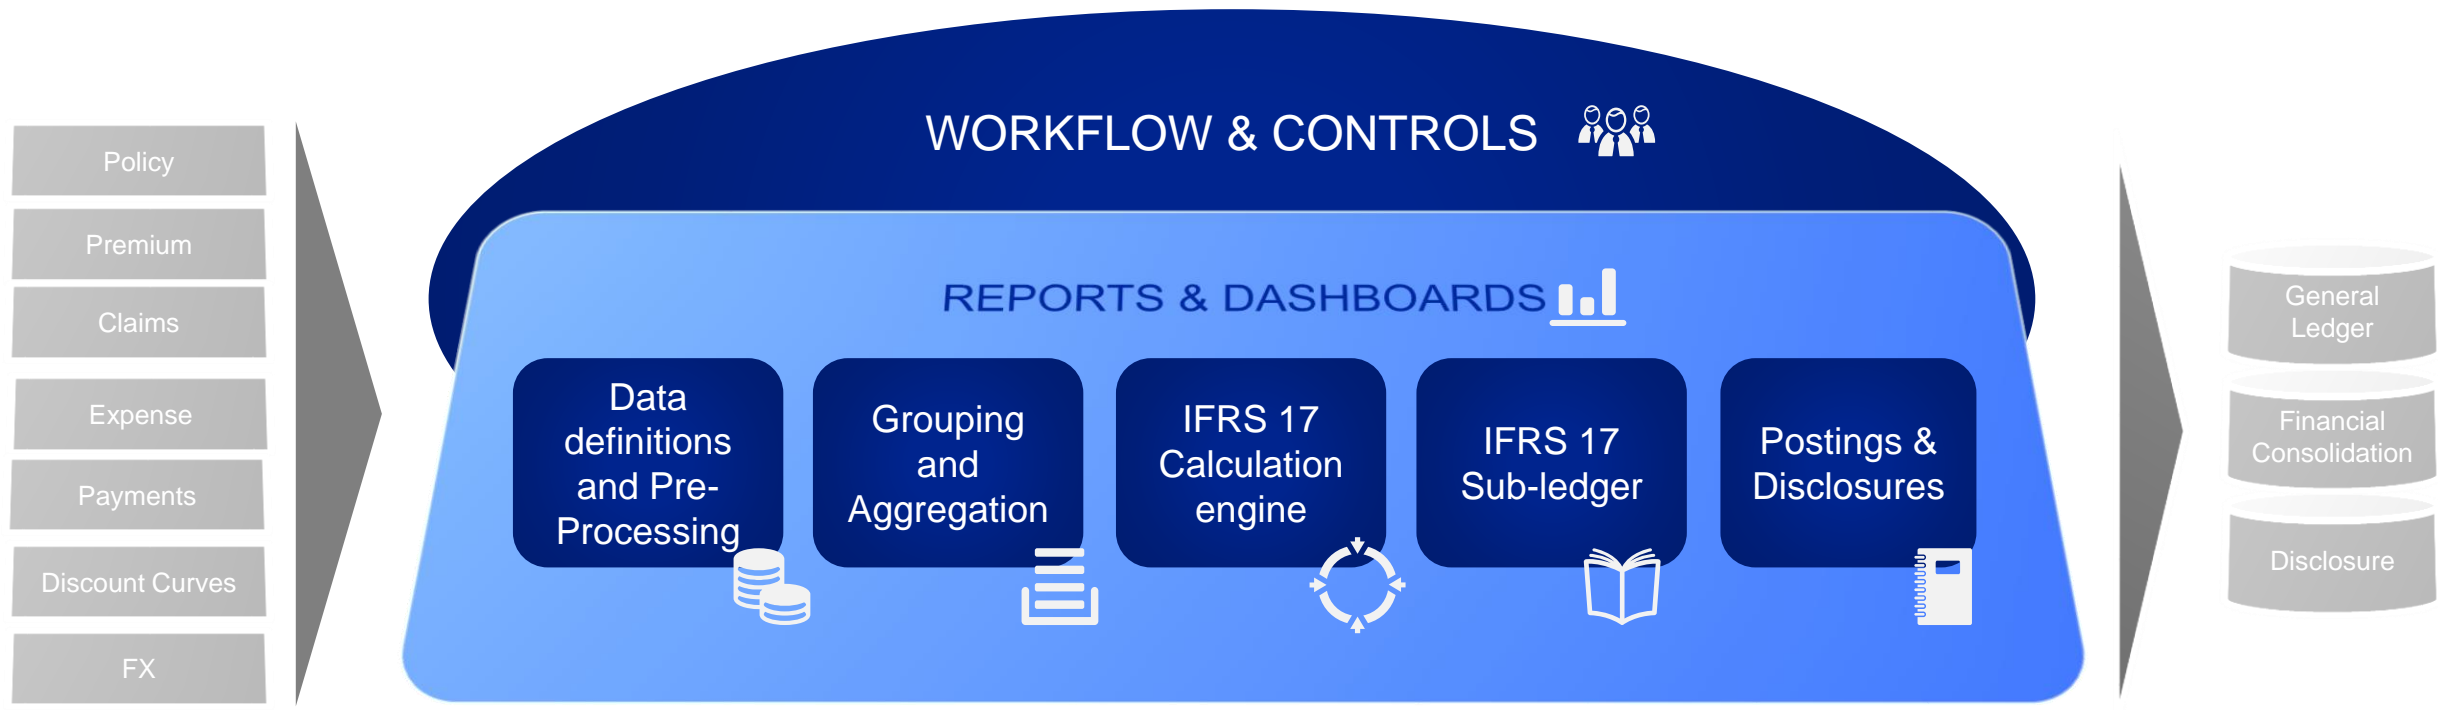 WORKFLOW & CONTROLS
Policy
Premium
Claims
Expense
Payments
Discount Curves
FX
REPORTS & DASHBOARDS
Data
definitions
and Pre-
Processing
Grouping
and
Aggregation
IFRS 17
Calculation
engine
IFRS 17
Sub-ledger
Postings &
Disclosures
General
Ledger
Financial
Consolidation
Disclosure